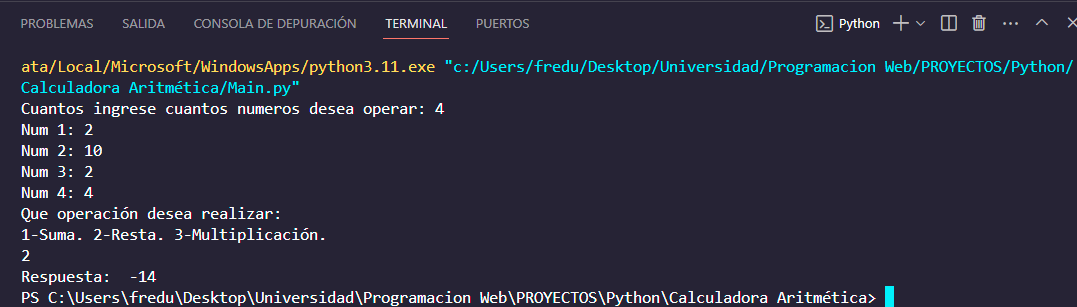 PROBLEMAS SALIDA CONSOLA DE DEPURACIÓN TERMINAL PUERTOS Python
ata/Local/Microsoft/WindowsApps/python3.11.exe "c:/Users/fredu/Desktop/Universidad/Programacion Web/PROYECTOS/Python/
Calculadora Aritmética/Main.py"
Cuantos ingrese cuantos numeros desea operar: 4
Num 1: 2
Num 2: 10
Num 3: 2
Num 4: 4
Que operación desea realizar:
1-Suma. 2-Resta. 3-Multiplicación.
2
Respuesta:  -14
PS C:\Users\fredu\Desktop\Universidad\Programacion Web\PROYECTOS\Python\Calculadora Aritmética>